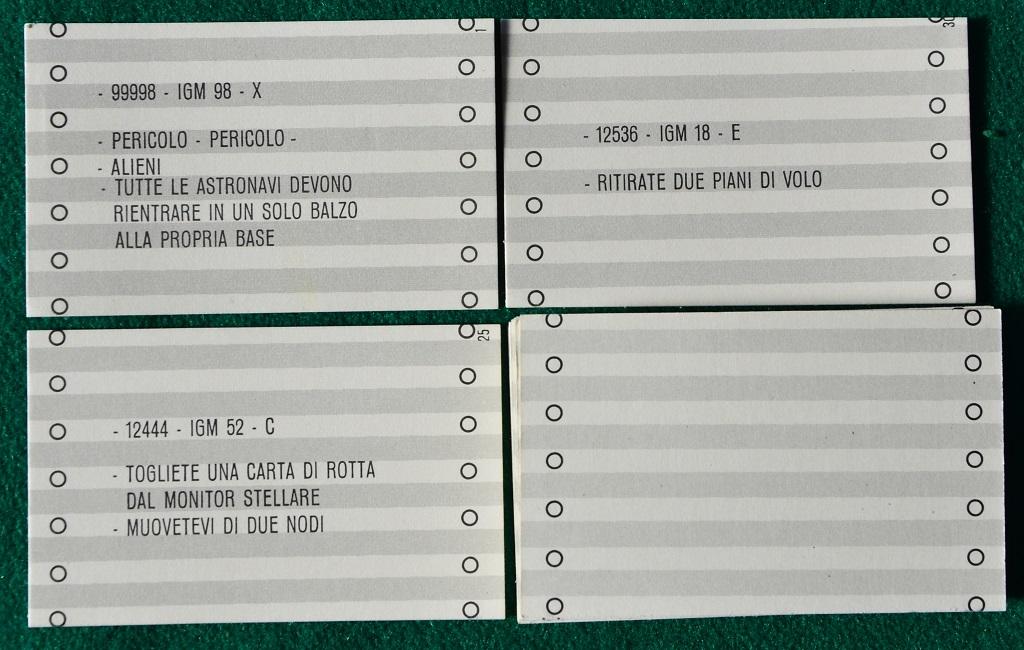 1
- 99998 - IGM 98 - X
- PERICOLO - PERICOLO -
- ALIENI
- TUTTE LE ASTRONAVI DEVONO
RIENTRARE IN UN SOLO BALZO
ALLA PROPRIA BASE
30
- 12536 - IGM 18 - E
- RITIRATE DUE PIANI DI VOLO
25
- 12444 - IGM 52 - C
- TOGLIETE UNA CARTA DI ROTTA
DAL MONITOR STELLARE
- MUOVETEVI DI DUE NODI